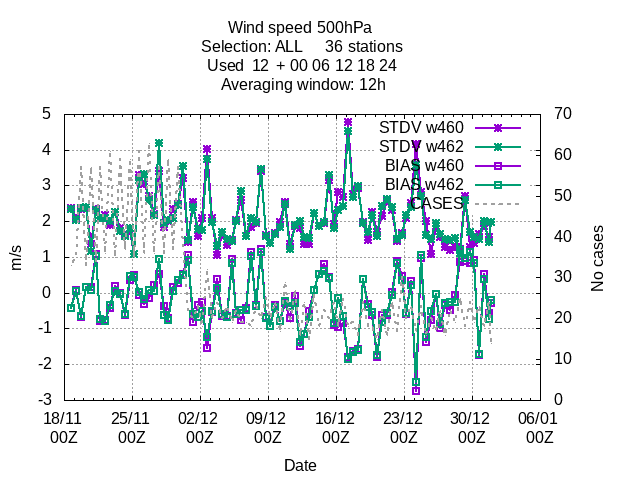 Wind speed 500hPa
Selection: ALL 36 stations
Used 12 + 00 06 12 18 24
Averaging window: 12h
5 70
STDV w460
4 STDV w462 60
BIAS w460
3 BIAS w462 50
CASES
2 40
1 30
0 20
-1
-2 10
-3 0
m/s
No cases
18/11 25/11 02/12 09/12 16/12 23/12 30/12 06/01
00Z 00Z 00Z 00Z 00Z 00Z 00Z 00Z
Date